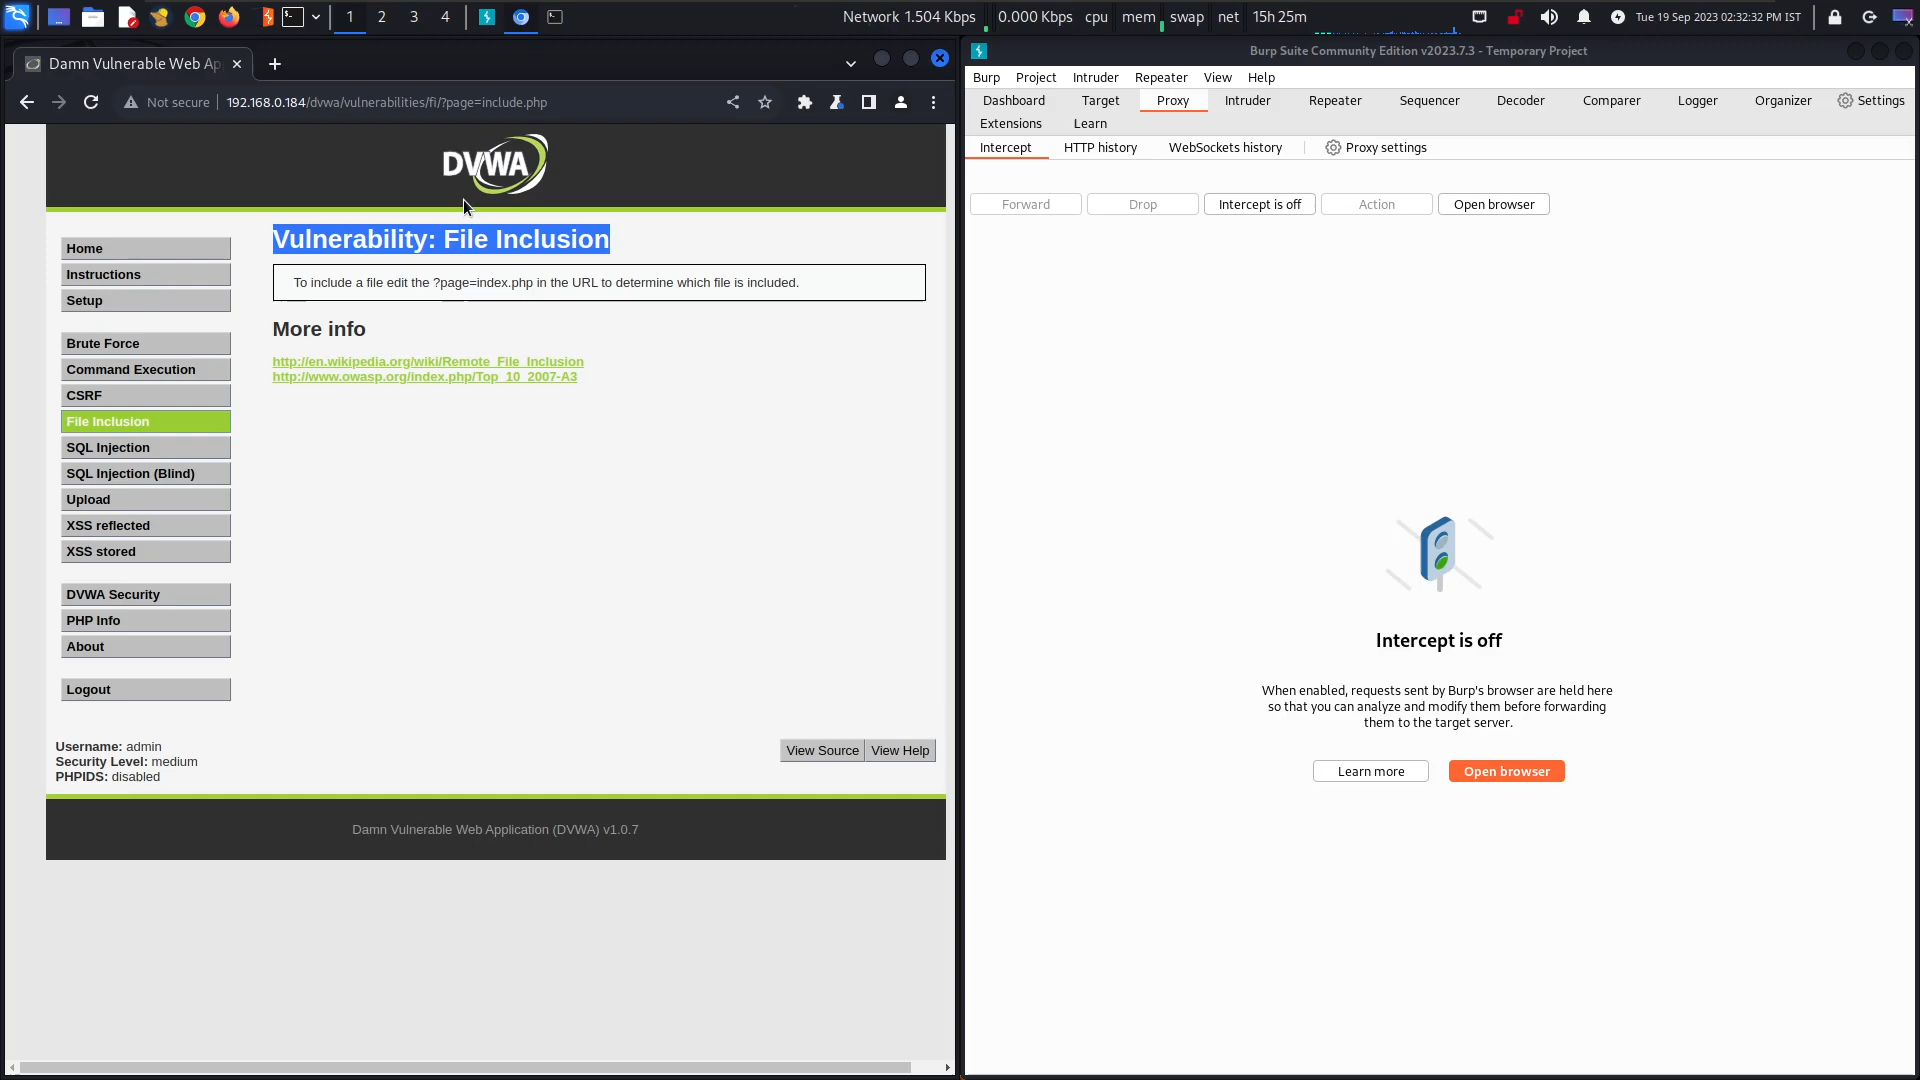 1 2 3 4 Network 1.504 Kbps 0.000 Kbps cpu mem swap net 15h 25m Tue 19 Sep 2023 02:32:32 PM IST
Damn Vulnerable Web Ap
Not secure 192.168.0.184/dvwa/vulnerabilities/fi/?page=include.php
DVWA
Home
Instructions
Setup
Brute Force
Command Execution
CSRF
File Inclusion
SQL Injection
SQL Injection (Blind)
Upload
XSS reflected
XSS stored
DVWA Security
PHP Info
About
Logout
Vulnerability: File Inclusion
To include a file edit the ?page=index.php in the URL to determine which file is included.
More info
http://en.wikipedia.org/wiki/Remote_File_Inclusion
http://www.owasp.org/index.php/Top_10_2007-A3
Username: admin
Security Level: medium
PHPIDS: disabled
View Source View Help
Damn Vulnerable Web Application (DVWA) v1.0.7
Burp Suite Community Edition v2023.7.3 - Temporary Project
Burp Project Intruder Repeater View Help
Dashboard Target Proxy Intruder Repeater Sequencer Decoder Comparer Logger Organizer Settings
Extensions Learn
Intercept HTTP history WebSockets history Proxy settings
Forward Drop Intercept is off Action Open browser
Intercept is off
When enabled, requests sent by Burp's browser are held here
so that you can analyze and modify them before forwarding
them to the target server.
Learn more Open browser